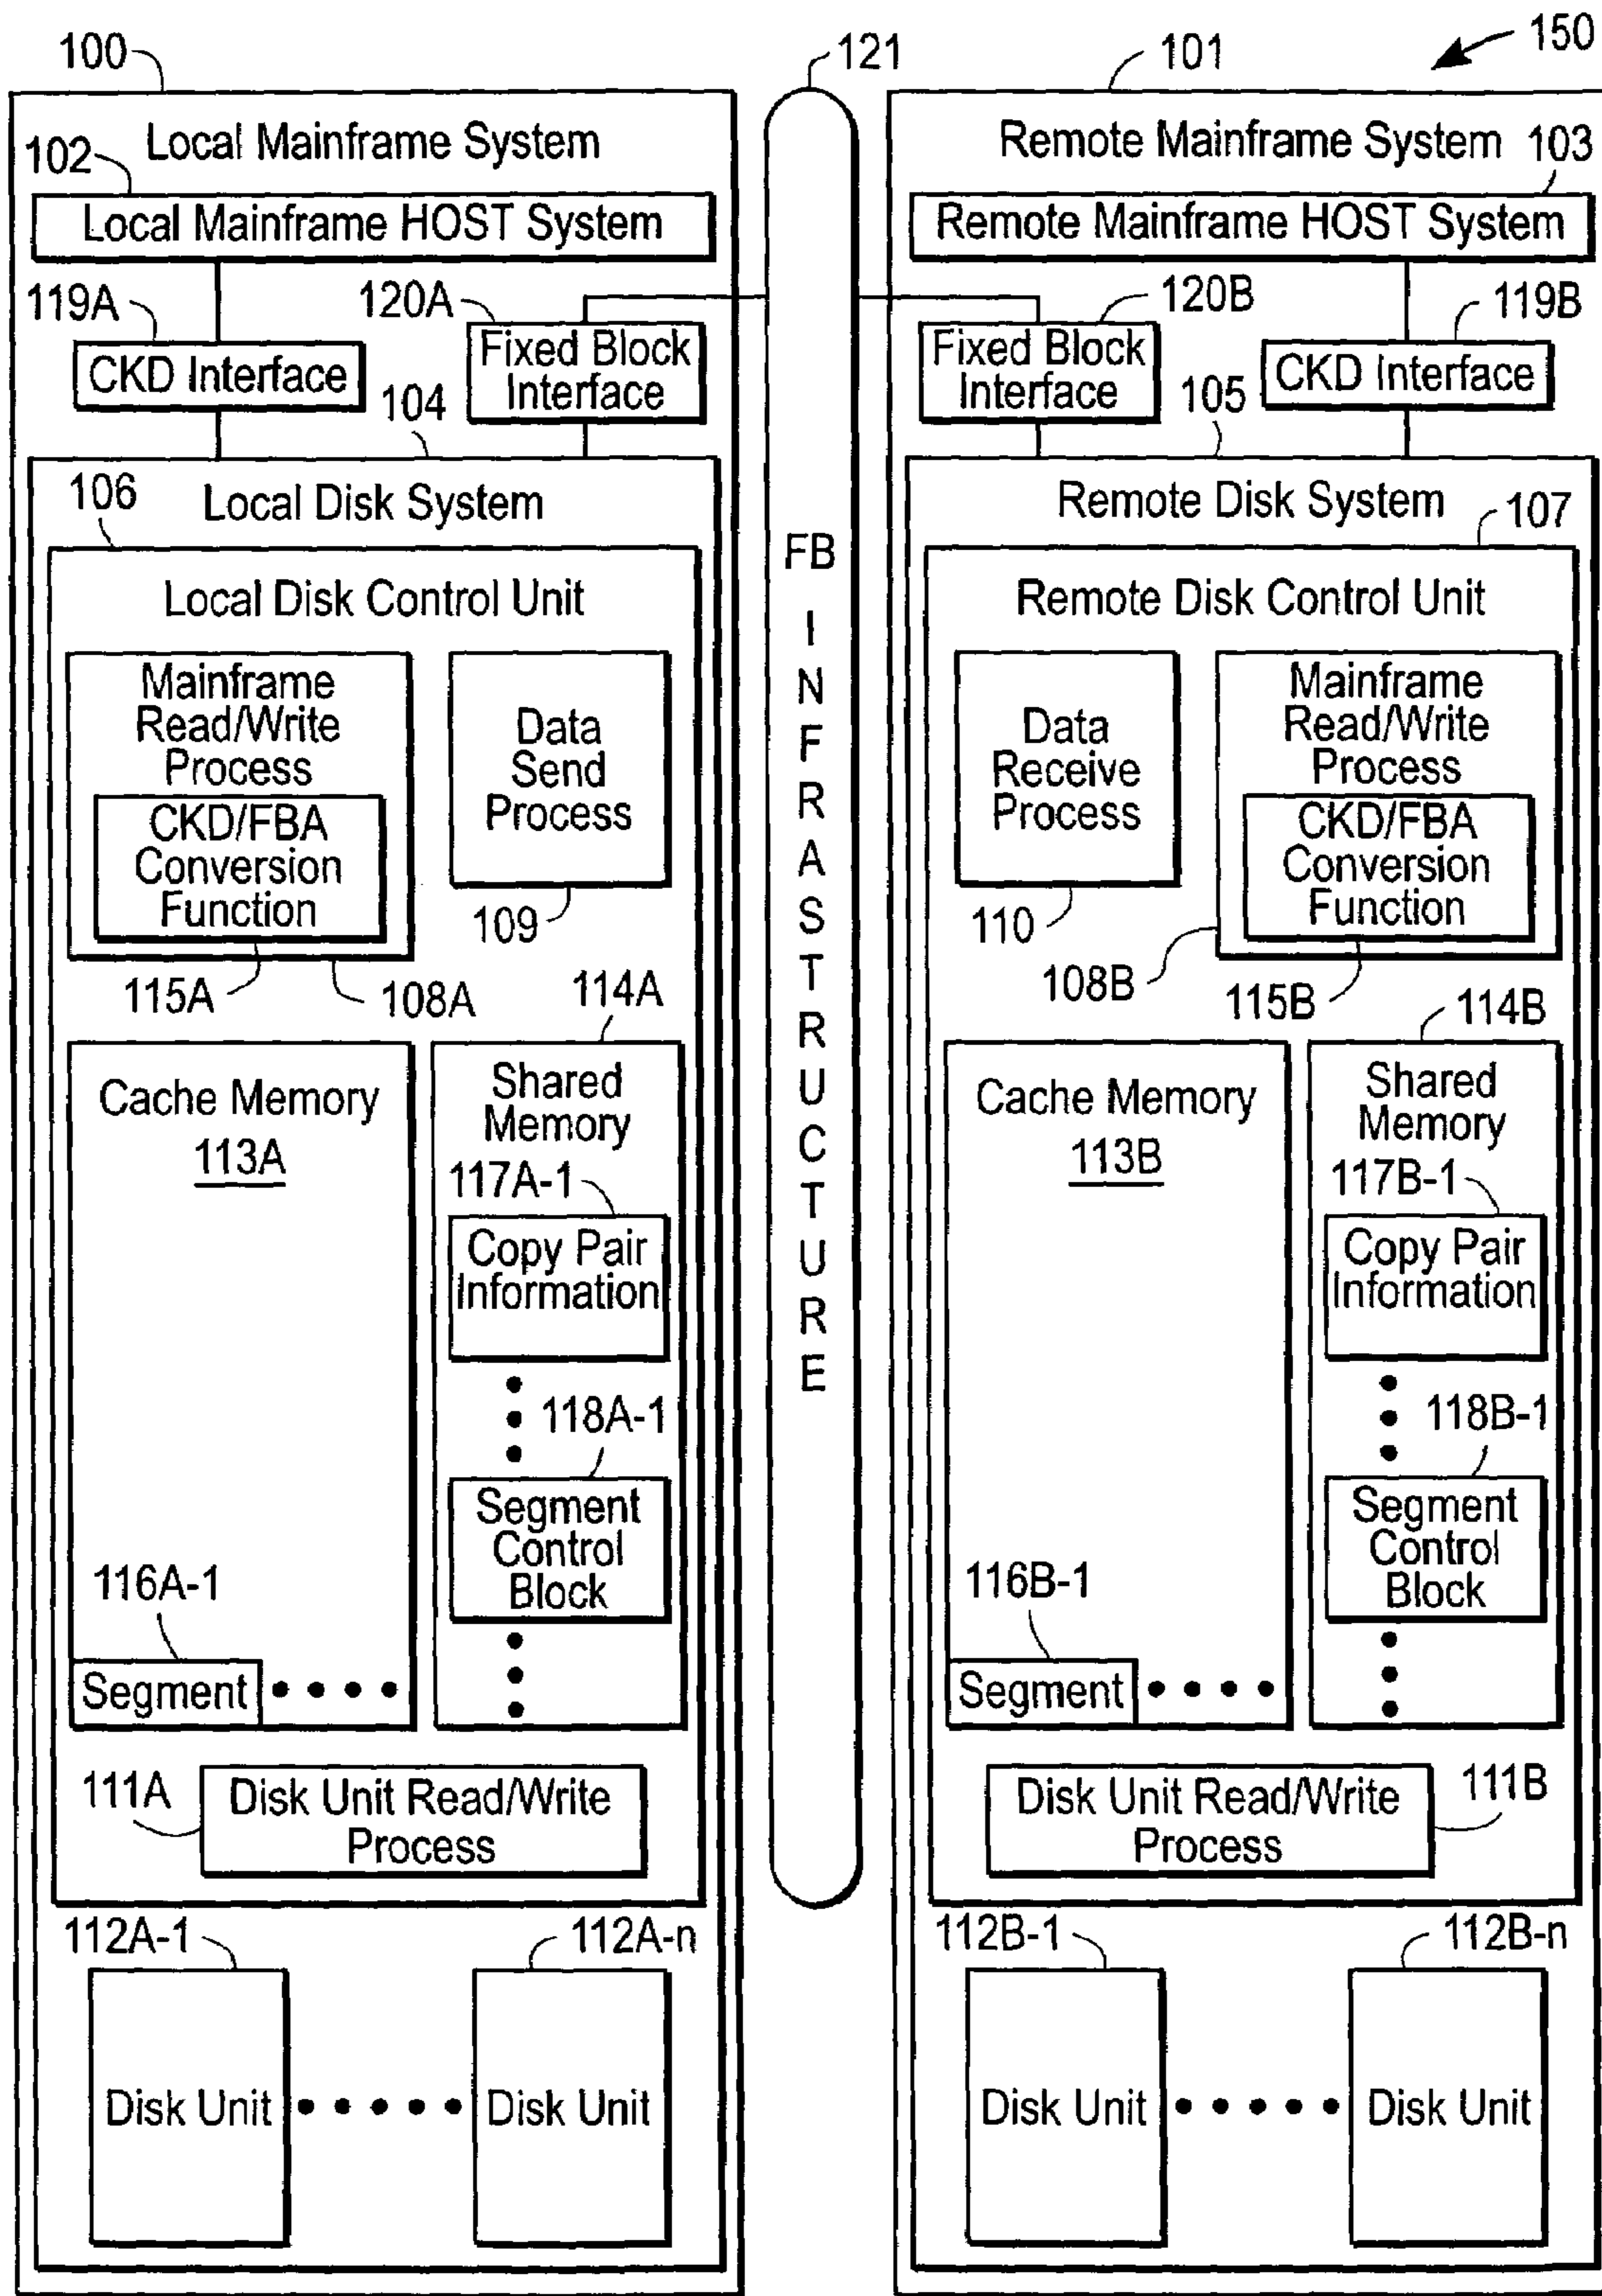 150
100
121
101
Local Mainframe System
102
Local Mainframe HOST System
119A
120A
CKD Interface
Fixed Block
Interface
104
106
Local Disk System
Local Disk Control Unit
Mainframe
Read/Write
Process
CKD/FBA
Conversion
Function
Data
Send
Process
109
115A
108A
114A
Cache Memory
113A
Shared
Memory
117A-1
Copy Pair
Information
118A-1
Segment
Control
Block
116A-1
Segment
111A
Disk Unit Read/Write
Process
112A-1
112A-n
Disk Unit
Disk Unit
FB
I
N
F
R
A
S
T
R
U
C
T
U
R
E
Remote Mainframe System
103
Remote Mainframe HOST System
120B
119B
Fixed Block
Interface
CKD Interface
105
Remote Disk System
107
Remote Disk Control Unit
Data
Receive
Process
Mainframe
Read/Write
Process
CKD/FBA
Conversion
Function
110
108B
115B
114B
Cache Memory
113B
Shared
Memory
117B-1
Copy Pair
Information
118B-1
Segment
Control
Block
116B-1
Segment
111B
Disk Unit Read/Write
Process
112B-1
112B-n
Disk Unit
Disk Unit